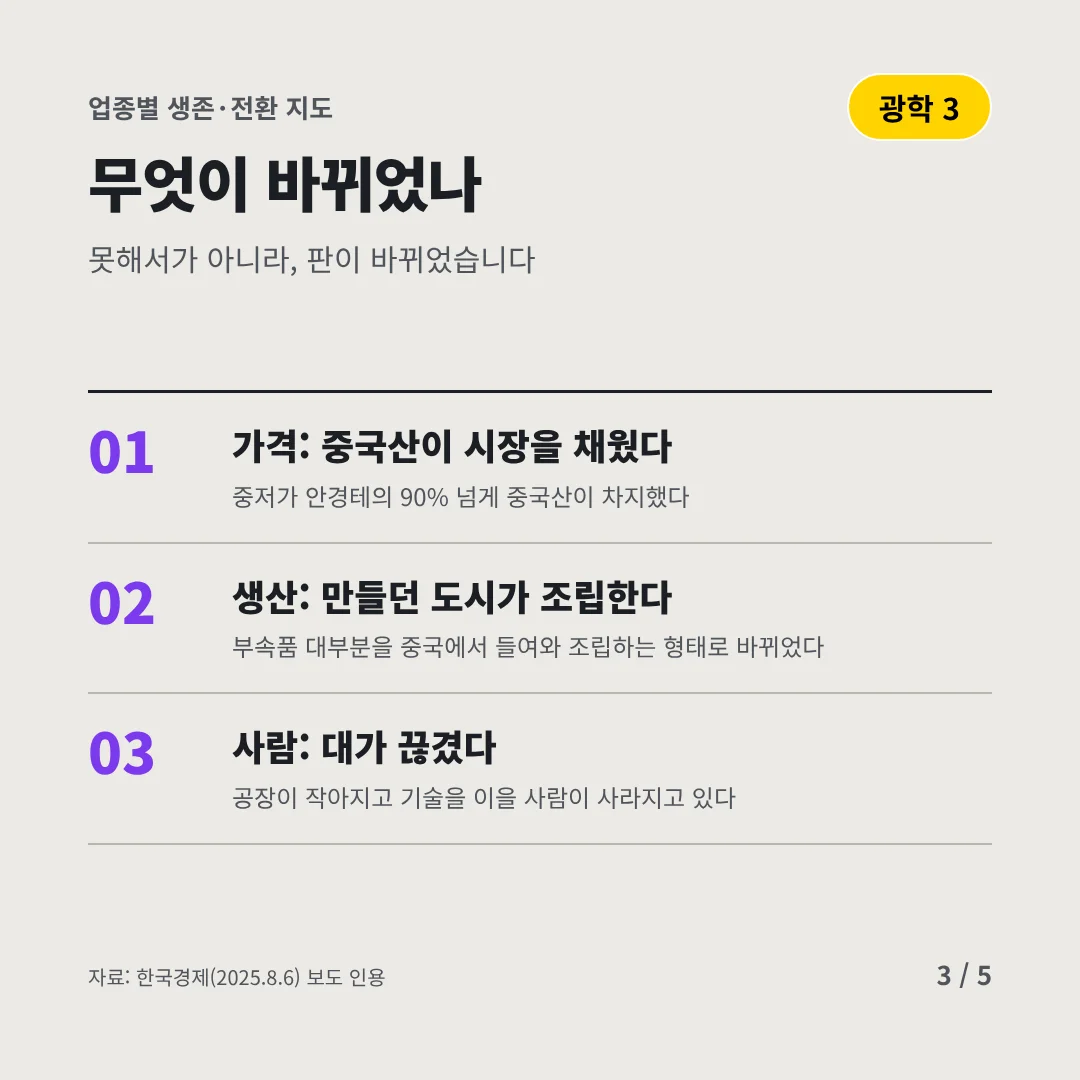 업종별 생존·전환 지도
광학 3
무엇이 바뀌었나
못해서가 아니라, 판이 바뀌었습니다
01
가격: 중국산이 시장을 채웠다
중저가 안경테의 90% 넘게 중국산이 차지했다
02
생산: 만들던 도시가 조립한다
부속품 대부분을 중국에서 들여와 조립하는 형태로 바뀌었다
03
사람: 대가 끊겼다
공장이 작아지고 기술을 이을 사람이 사라지고 있다
자료: 한국경제(2025.8.6) 보도 인용
3 / 5